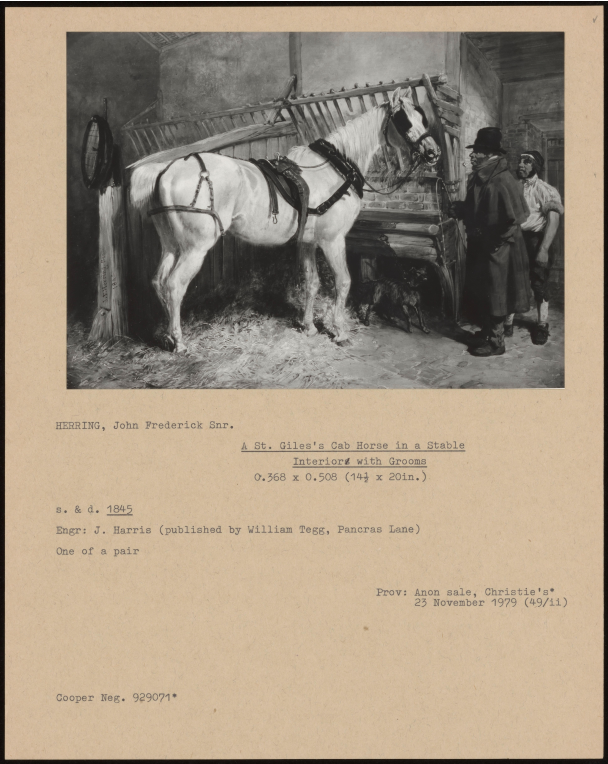 HERRING, John Frederick Snr.
A St. Giles's Cab Horse in a Stable
Interior with Grooms
0.368 x 0.508 (14½ x 20in.)
s. & d. 1845
Engr: J. Harris (published by William Tegg, Pancras Lane)
One of a pair
Prov: Anon sale, Christie's*
23 November 1979 (49/ii)
Cooper Neg. 929071*